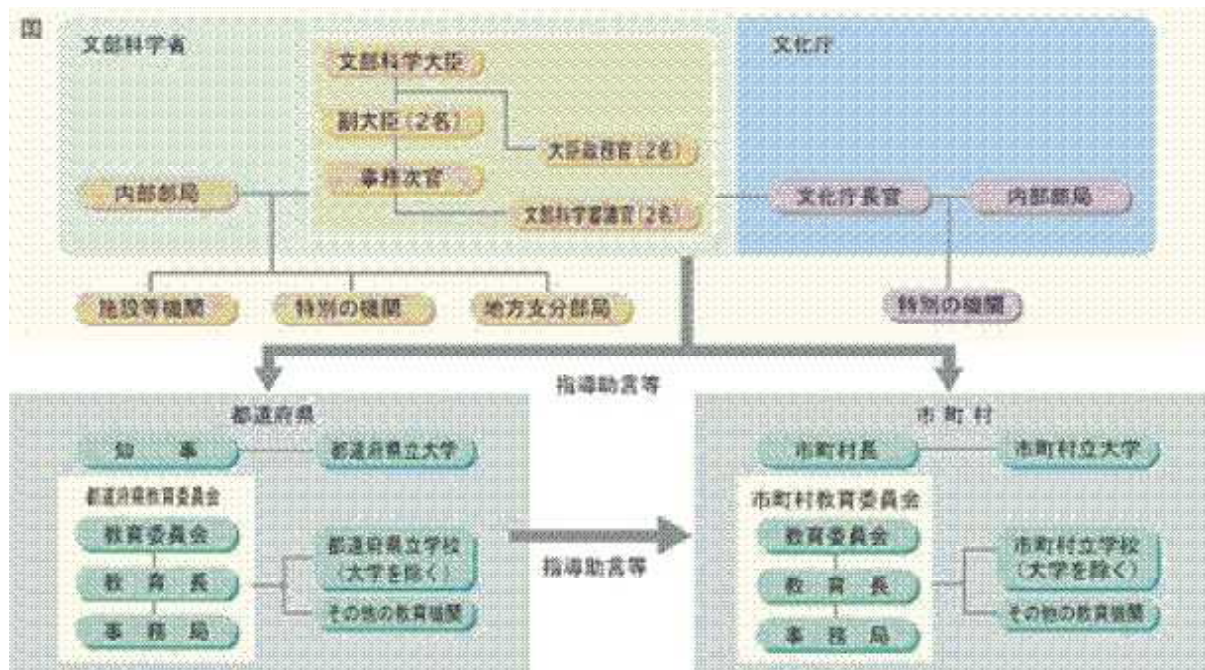 国
文部科学省
文化庁
文部科学大臣
副大臣(2名)
大臣政務官(2名)
事務次官
文部科学審議官(2名)
内部部局
文化庁長官
内部部局
施設等機関
特別の機関
地方支分部局
特別の機関
指導助言等
都道府県
知 事
都道府県立大学
都道府県教育委員会
教育委員会
教 育 長
事 務 局
都道府県立学校
(大学を除く)
その他の教育機関
指導助言等
市 町 村
市町村長
市町村立大学
市町村教育委員会
教育委員会
教 育 長
事 務 局
市町村立学校
(大学を除く)
その他の教育機関